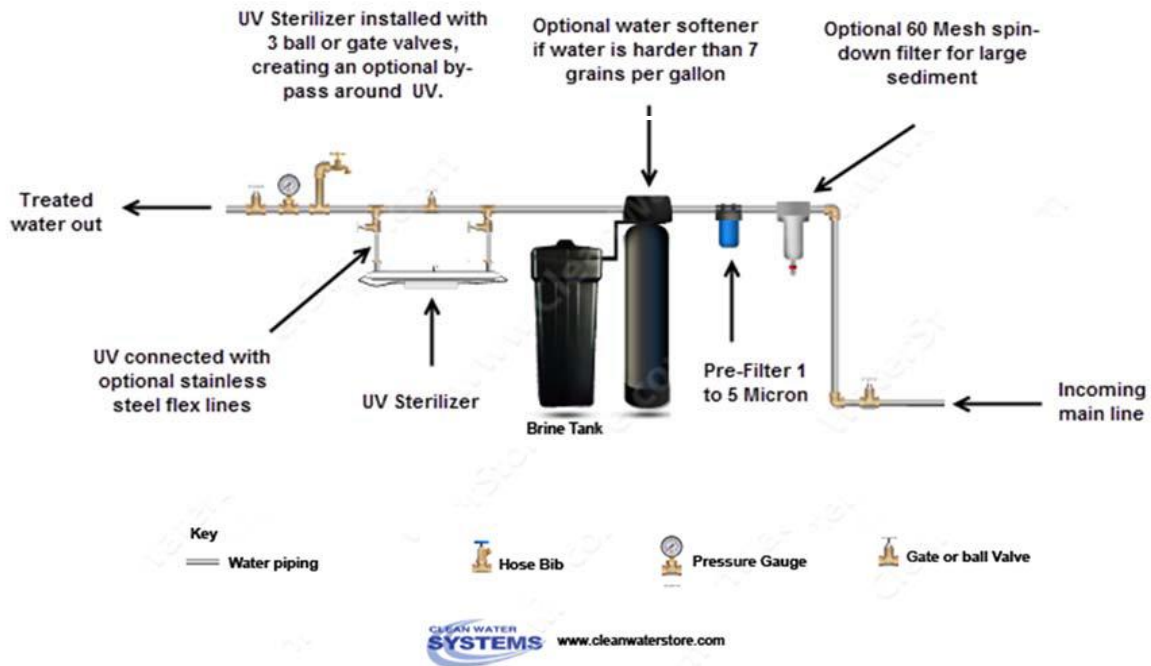 UV Sterilizer installed with
3 ball or gate valves,
creating an optional by-
pass around UV.
Optional water softener
if water is harder than 7
grains per gallon
Optional 60 Mesh spin-
down filter for large
sediment
Treated
water out
UV connected with
optional stainless
steel flex lines
UV Sterilizer
Brine Tank
Pre-Filter 1
to 5 Micron
Incoming
main line
Key
Water piping
Hose Bib
Pressure Gauge
Gate or ball Valve
CLEAN WATER
SYSTEMS
www.cleanwaterstore.com